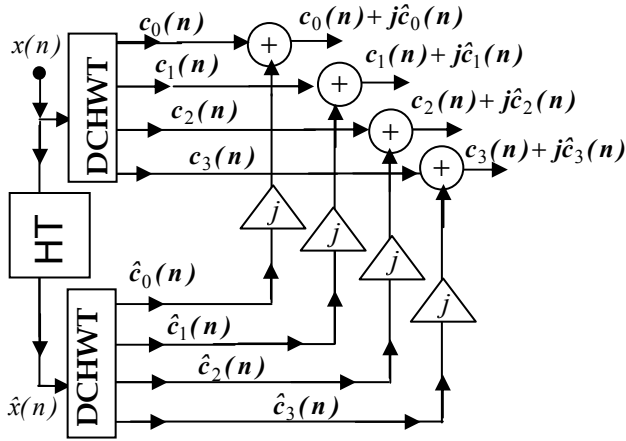 x(n)
DCHWT
c₀(n)
c₁(n)
c₂(n)
c₃(n)
+
+
+
+
c₀(n)+jĉ₀(n)
c₁(n)+jĉ₁(n)
c₂(n)+jĉ₂(n)
c₃(n)+jĉ₃(n)
HT
j
j
j
j
x̂(n)
DCHWT
ĉ₀(n)
ĉ₁(n)
ĉ₂(n)
ĉ₃(n)